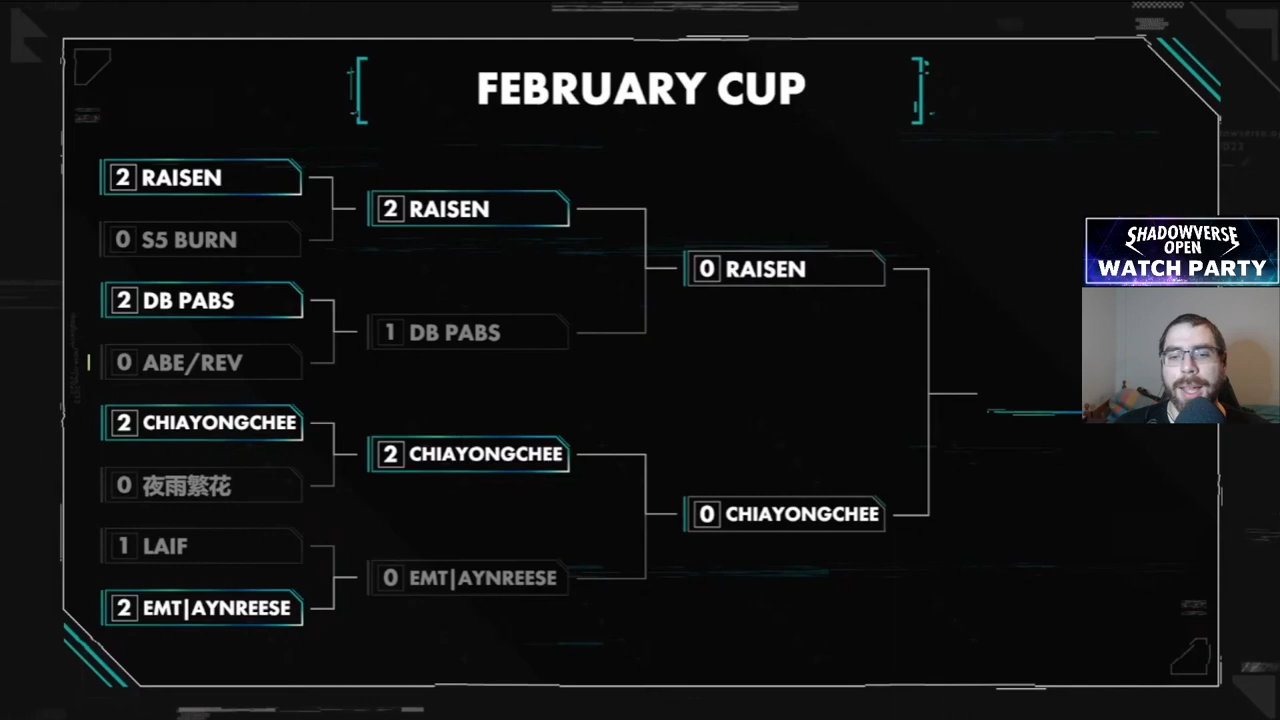 FEBRUARY CUP
2 RAISEN
0 S5 BURN
2 DB PABS
0 ABE/REV
2 CHIAYONGCHEE
0 夜雨繁花
1 LAIF
2 EMT|AYNREESE
2 RAISEN
1 DB PABS
2 CHIAYONGCHEE
0 EMT|AYNREESE
0 RAISEN
0 CHIAYONGCHEE
SHADOWVERSE
OPEN
WATCH PARTY